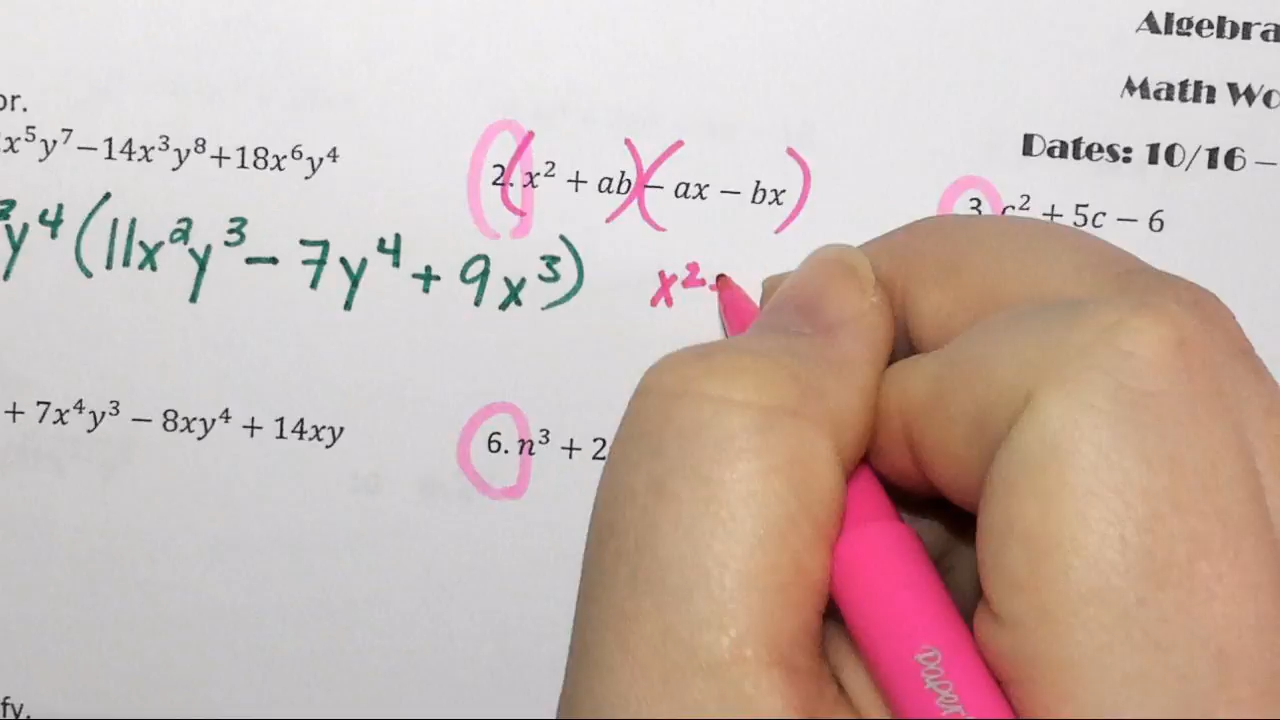 Algebra
Math Wo
or.
Dates: 10/16 –
x⁵y⁷−14x³y⁸+18x⁶y⁴
2. (x² + ab)(− ax − bx)
3. c² + 5c − 6
y⁴(11x²y³ − 7y⁴ + 9x³)
x²
+ 7x⁴y³ − 8xy⁴ + 14xy
6. n³ + 2
fy.
paper